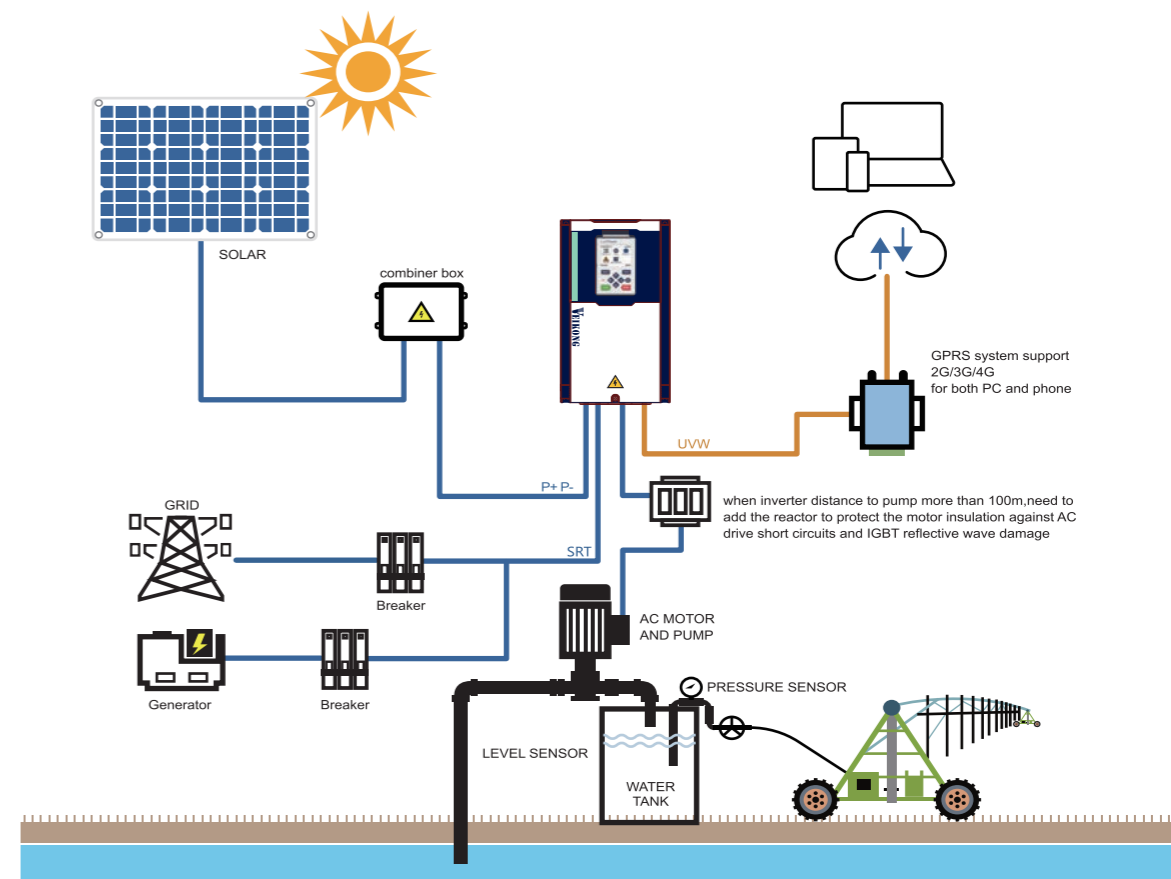 SOLAR
combiner box
VEIKONG
GPRS system support
2G/3G/4G
for both PC and phone
UVW
P+ P-
when inverter distance to pump more than 100m,need to
add the reactor to protect the motor insulation against AC
drive short circuits and IGBT reflective wave damage
GRID
SRT
Breaker
AC MOTOR
AND PUMP
Generator
Breaker
PRESSURE SENSOR
LEVEL SENSOR
WATER
TANK